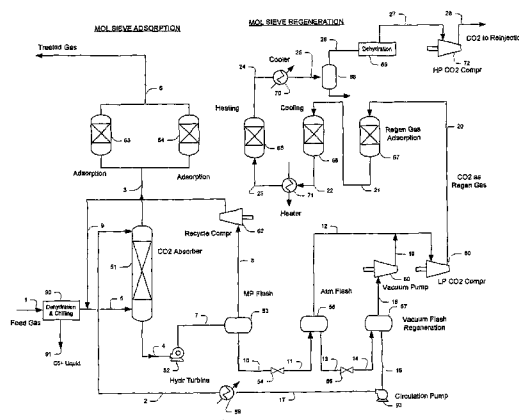 MOL SIEVE ADSORPTION
MOL SIEVE REGENERATION
Treated Gas
6
63
64
Adsorption
Adsorption
3
24
Cooler
25
70
26
68
Dehydration
69
27
28
CO2 to Reinjection
HP CO2 Compr
72
Heating
Cooling
Regen Gas
Adsorption
65
66
67
23
71
22
21
Heater
20
CO2 as
Regen Gas
9
Recycle Compr
62
8
12
19
60
Vacuum Pump
LP CO2 Compr
CO2 Absorber
51
1
Feed Gas
50
Dehydration
& Chilling
5
91
C5+ Liquid
4
52
Hydr Turbine
7
MP Flash
53
10
54
11
Atm Flash
13
14
18
57
Vacuum Flash
Regeneration
15
2
59
17
Circulation Pump